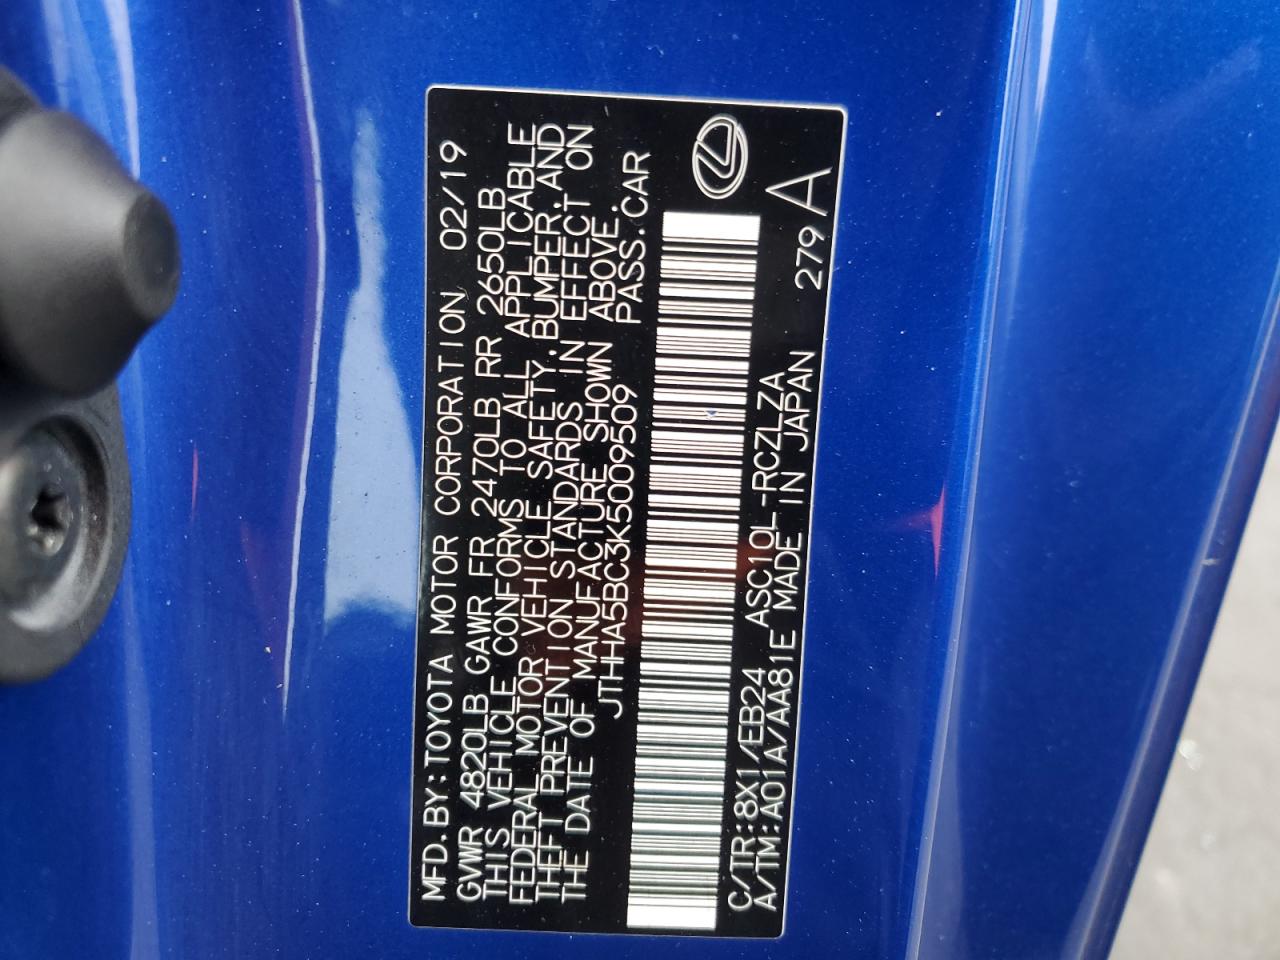 MFD.BY:TOYOTA MOTOR CORPORATION 02/19
GVWR 4820LB GAWR FR 2470LB RR 2650LB
THIS VEHICLE CONFORMS TO ALL APPLICABLE
FEDERAL MOTOR VEHICLE SAFETY, BUMPER, AND
THEFT PREVENTION STANDARDS IN EFFECT ON
THE DATE OF MANUFACTURE SHOWN ABOVE.
JTHHA5BC3K5009509 PASS.CAR
C/TR:8X1/EB24 ASC10L-RCZLZA
A/TM:A01A/AA81E MADE IN JAPAN 279 A